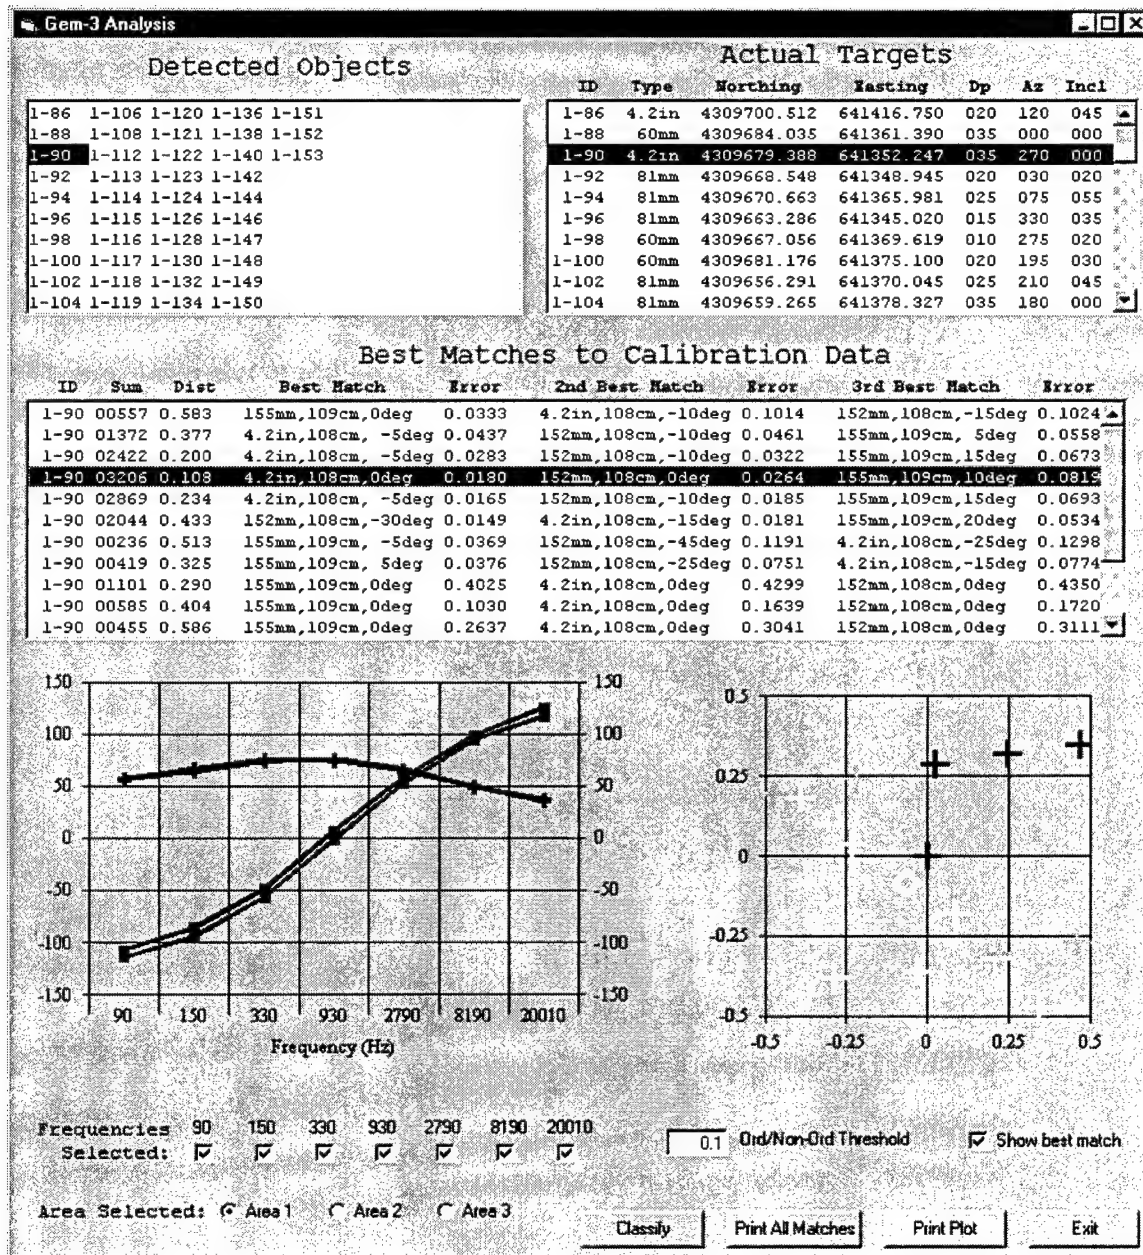 Gem-3 Analysis
Detected Objects
1-86 1-106 1-120 1-136 1-151
1-88 1-108 1-121 1-138 1-152
1-90 1-112 1-122 1-140 1-153
1-92 1-113 1-123 1-142
1-94 1-114 1-124 1-144
1-96 1-115 1-126 1-146
1-98 1-116 1-128 1-147
1-100 1-117 1-130 1-148
1-102 1-118 1-132 1-149
1-104 1-119 1-134 1-150
Actual Targets
ID Type Northing Easting Dp Az Incl
1-86 4.2in 4309700.512 641416.750 020 120 045
1-88 60mm 4309684.035 641361.390 035 000 000
1-90 4.2in 4309679.388 641352.247 035 270 000
1-92 81mm 4309668.548 641348.945 020 030 020
1-94 81mm 4309670.663 641365.981 025 075 055
1-96 81mm 4309663.286 641345.020 015 330 035
1-98 60mm 4309667.056 641369.619 010 275 020
1-100 60mm 4309681.176 641375.100 020 195 030
1-102 81mm 4309656.291 641370.045 025 210 045
1-104 81mm 4309659.265 641378.327 035 180 000
Best Matches to Calibration Data
ID Sum Dist Best Match Error 2nd Best Match Error 3rd Best Match Error
1-90 00557 0.583 155mm,109cm,0deg 0.0333 4.2in,108cm,-10deg 0.1014 152mm,108cm,-15deg 0.1024
1-90 01372 0.377 4.2in,108cm, -5deg 0.0437 152mm,108cm,-10deg 0.0461 155mm,109cm, 5deg 0.0558
1-90 02422 0.200 4.2in,108cm, -5deg 0.0283 152mm,108cm,-10deg 0.0322 155mm,109cm,15deg 0.0673
1-90 03206 0.108 4.2in,108cm,0deg 0.0180 152mm,108cm,0deg 0.0264 155mm,109cm,10deg 0.0819
1-90 02869 0.234 4.2in,108cm, -5deg 0.0165 152mm,108cm,-10deg 0.0185 155mm,109cm,15deg 0.0693
1-90 02044 0.433 152mm,108cm,-30deg 0.0149 4.2in,108cm,-15deg 0.0181 155mm,109cm,20deg 0.0534
1-90 00236 0.513 155mm,109cm, -5deg 0.0369 152mm,108cm,-45deg 0.1191 4.2in,108cm,-25deg 0.1298
1-90 00419 0.325 155mm,109cm, 5deg 0.0376 152mm,108cm,-25deg 0.0751 4.2in,108cm,-15deg 0.0774
1-90 01101 0.290 155mm,109cm,0deg 0.4025 4.2in,108cm,0deg 0.4299 152mm,108cm,0deg 0.4350
1-90 00585 0.404 155mm,109cm,0deg 0.1030 4.2in,108cm,0deg 0.1639 152mm,108cm,0deg 0.1720
1-90 00455 0.586 155mm,109cm,0deg 0.2637 4.2in,108cm,0deg 0.3041 152mm,108cm,0deg 0.3111
150 150
100 100
50 50
0 0
-50 -50
-100 -100
-150 -150
90 150 330 930 2790 8190 20010
Frequency (Hz)
0.5
0.25
0
-0.25
-0.5
-0.5 -0.25 0 0.25 0.5
Frequencies 90 150 330 930 2790 8190 20010
Selected:
0.1 Ord/Non-Ord Threshold Show best match
Area Selected: Area 1 Area 2 Area 3
Classify Print All Matches Print Plot Exit